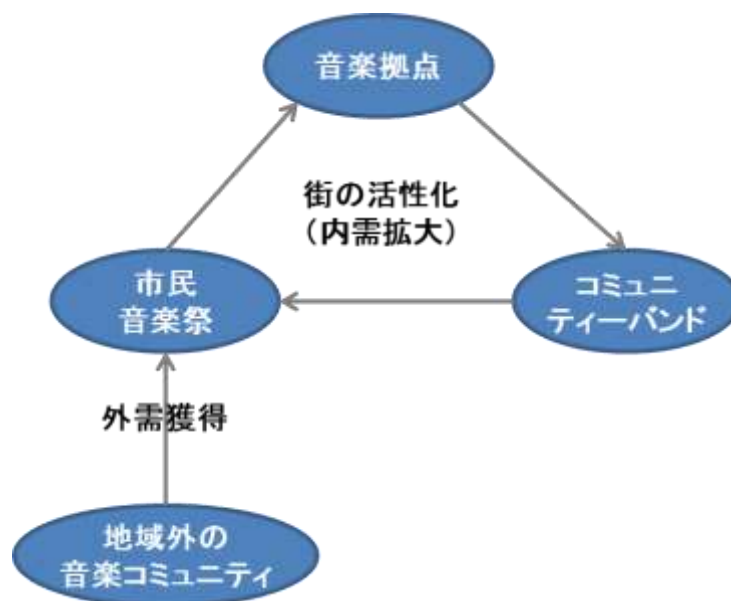 音楽拠点
街の活性化
（内需拡大）
市民
音楽祭
コミュニ
ティーバンド
外需獲得
地域外の
音楽コミュニティ